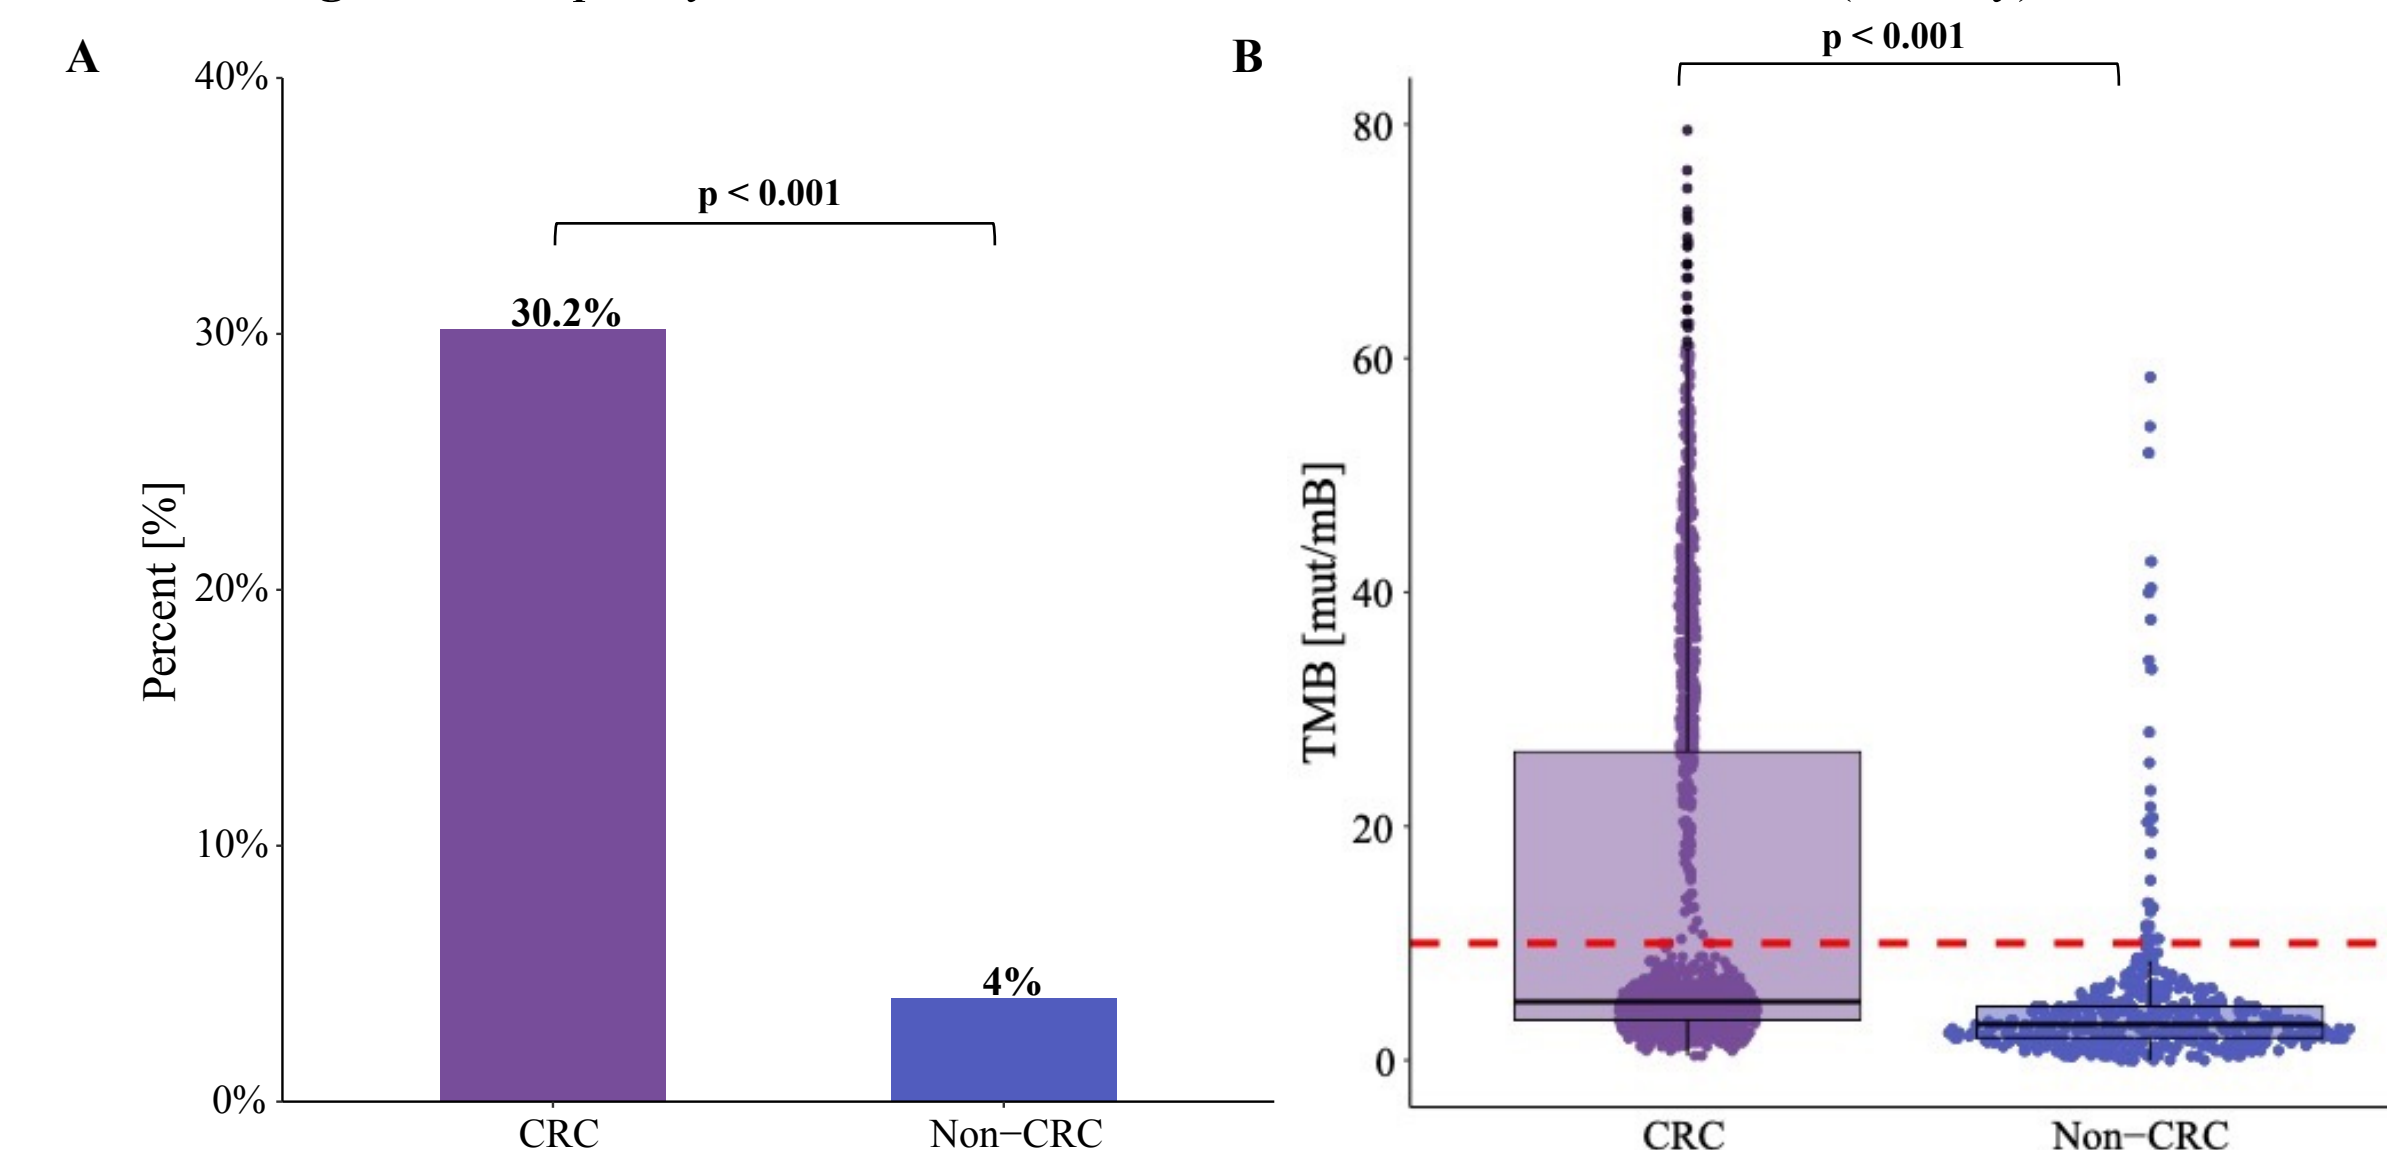 A
40%
30%
20%
10%
0%
Percent [%]
p < 0.001
30.2%
4%
CRC
Non−CRC
B
p < 0.001
80
60
40
20
0
TMB [mut/mB]
CRC
Non−CRC